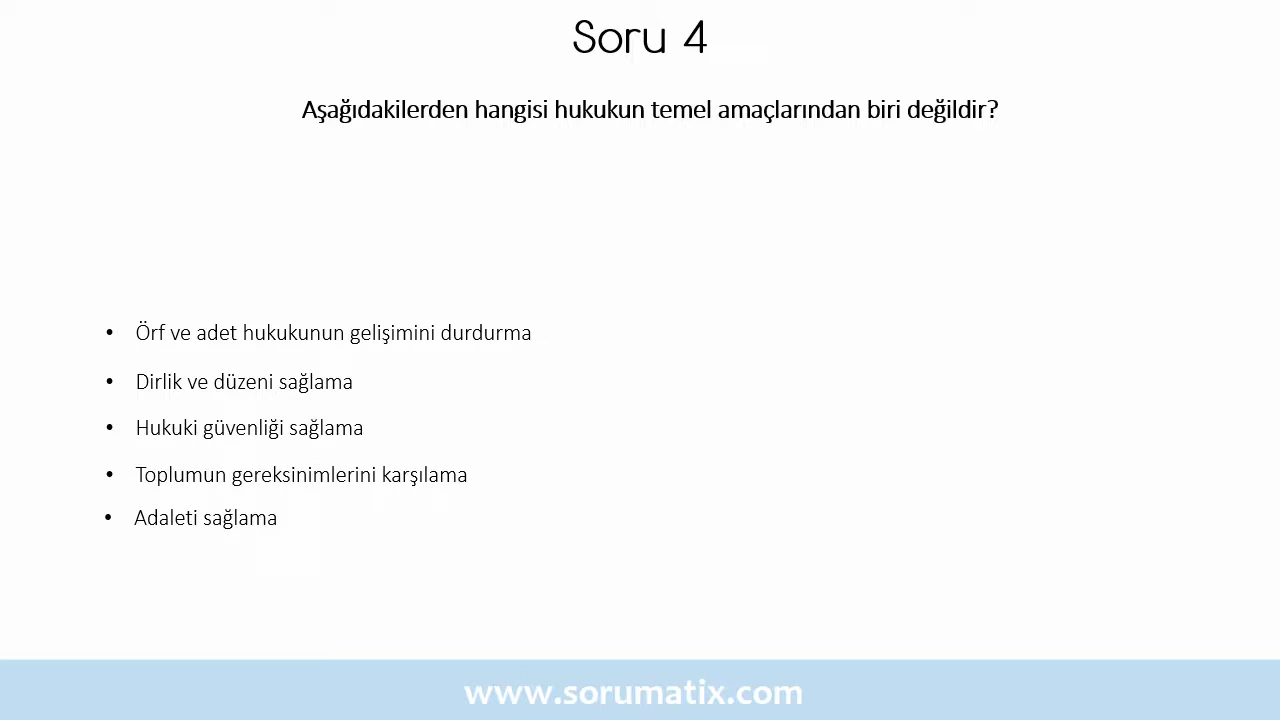 Soru 4
Aşağıdakilerden hangisi hukukun temel amaçlarından biri değildir?
• Örf ve adet hukukunun gelişimini durdurma
• Dirlik ve düzeni sağlama
• Hukuki güvenliği sağlama
• Toplumun gereksinimlerini karşılama
• Adaleti sağlama
www.sorumatix.com